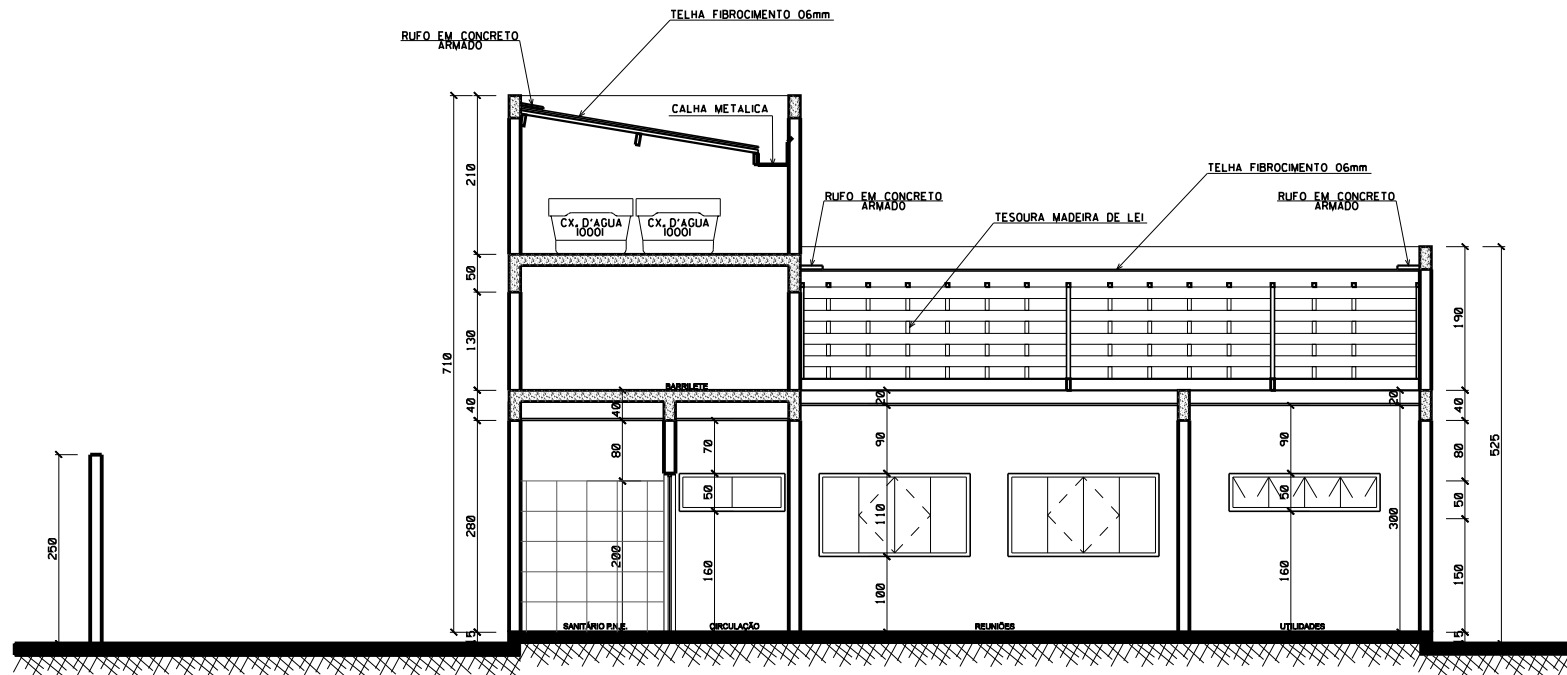 TELHA FIBROCIMENTO 06mm
RUFO EM CONCRETO
ARMADO
CALHA METALICA
TELHA FIBROCIMENTO 06mm
RUFO EM CONCRETO
ARMADO
RUFO EM CONCRETO
ARMADO
TESOURA MADEIRA DE LEI
CX. D'AGUA
1000l
CX. D'AGUA
1000l
210
50
130
710
40
280
15
250
BARRILETE
40
80
200
70
50
160
20
90
110
100
90
50
160
20
300
190
40
80
50
150
15
525
SANITÁRIO P.N.E.
CIRCULAÇÃO
REUNIÕES
UTILIDADES